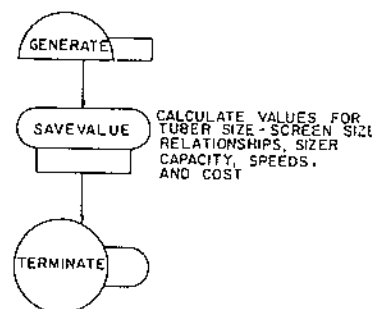 GENERATE
SAVEVALUE
CALCULATE VALUES FOR
TUBER SIZE - SCREEN SIZE
RELATIONSHIPS, SIZER
CAPACITY, SPEEDS,
AND COST
TERMINATE